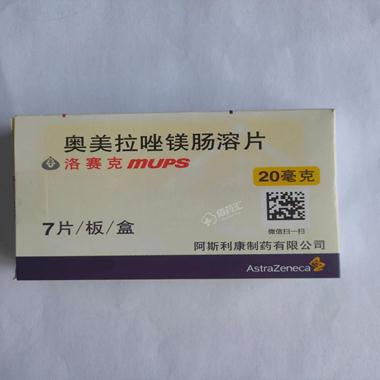 奥美拉唑镁肠溶片
洛赛克 MUPS
20毫克
7片/板/盒
微信扫一扫
阿斯利康制药有限公司
AstraZeneca